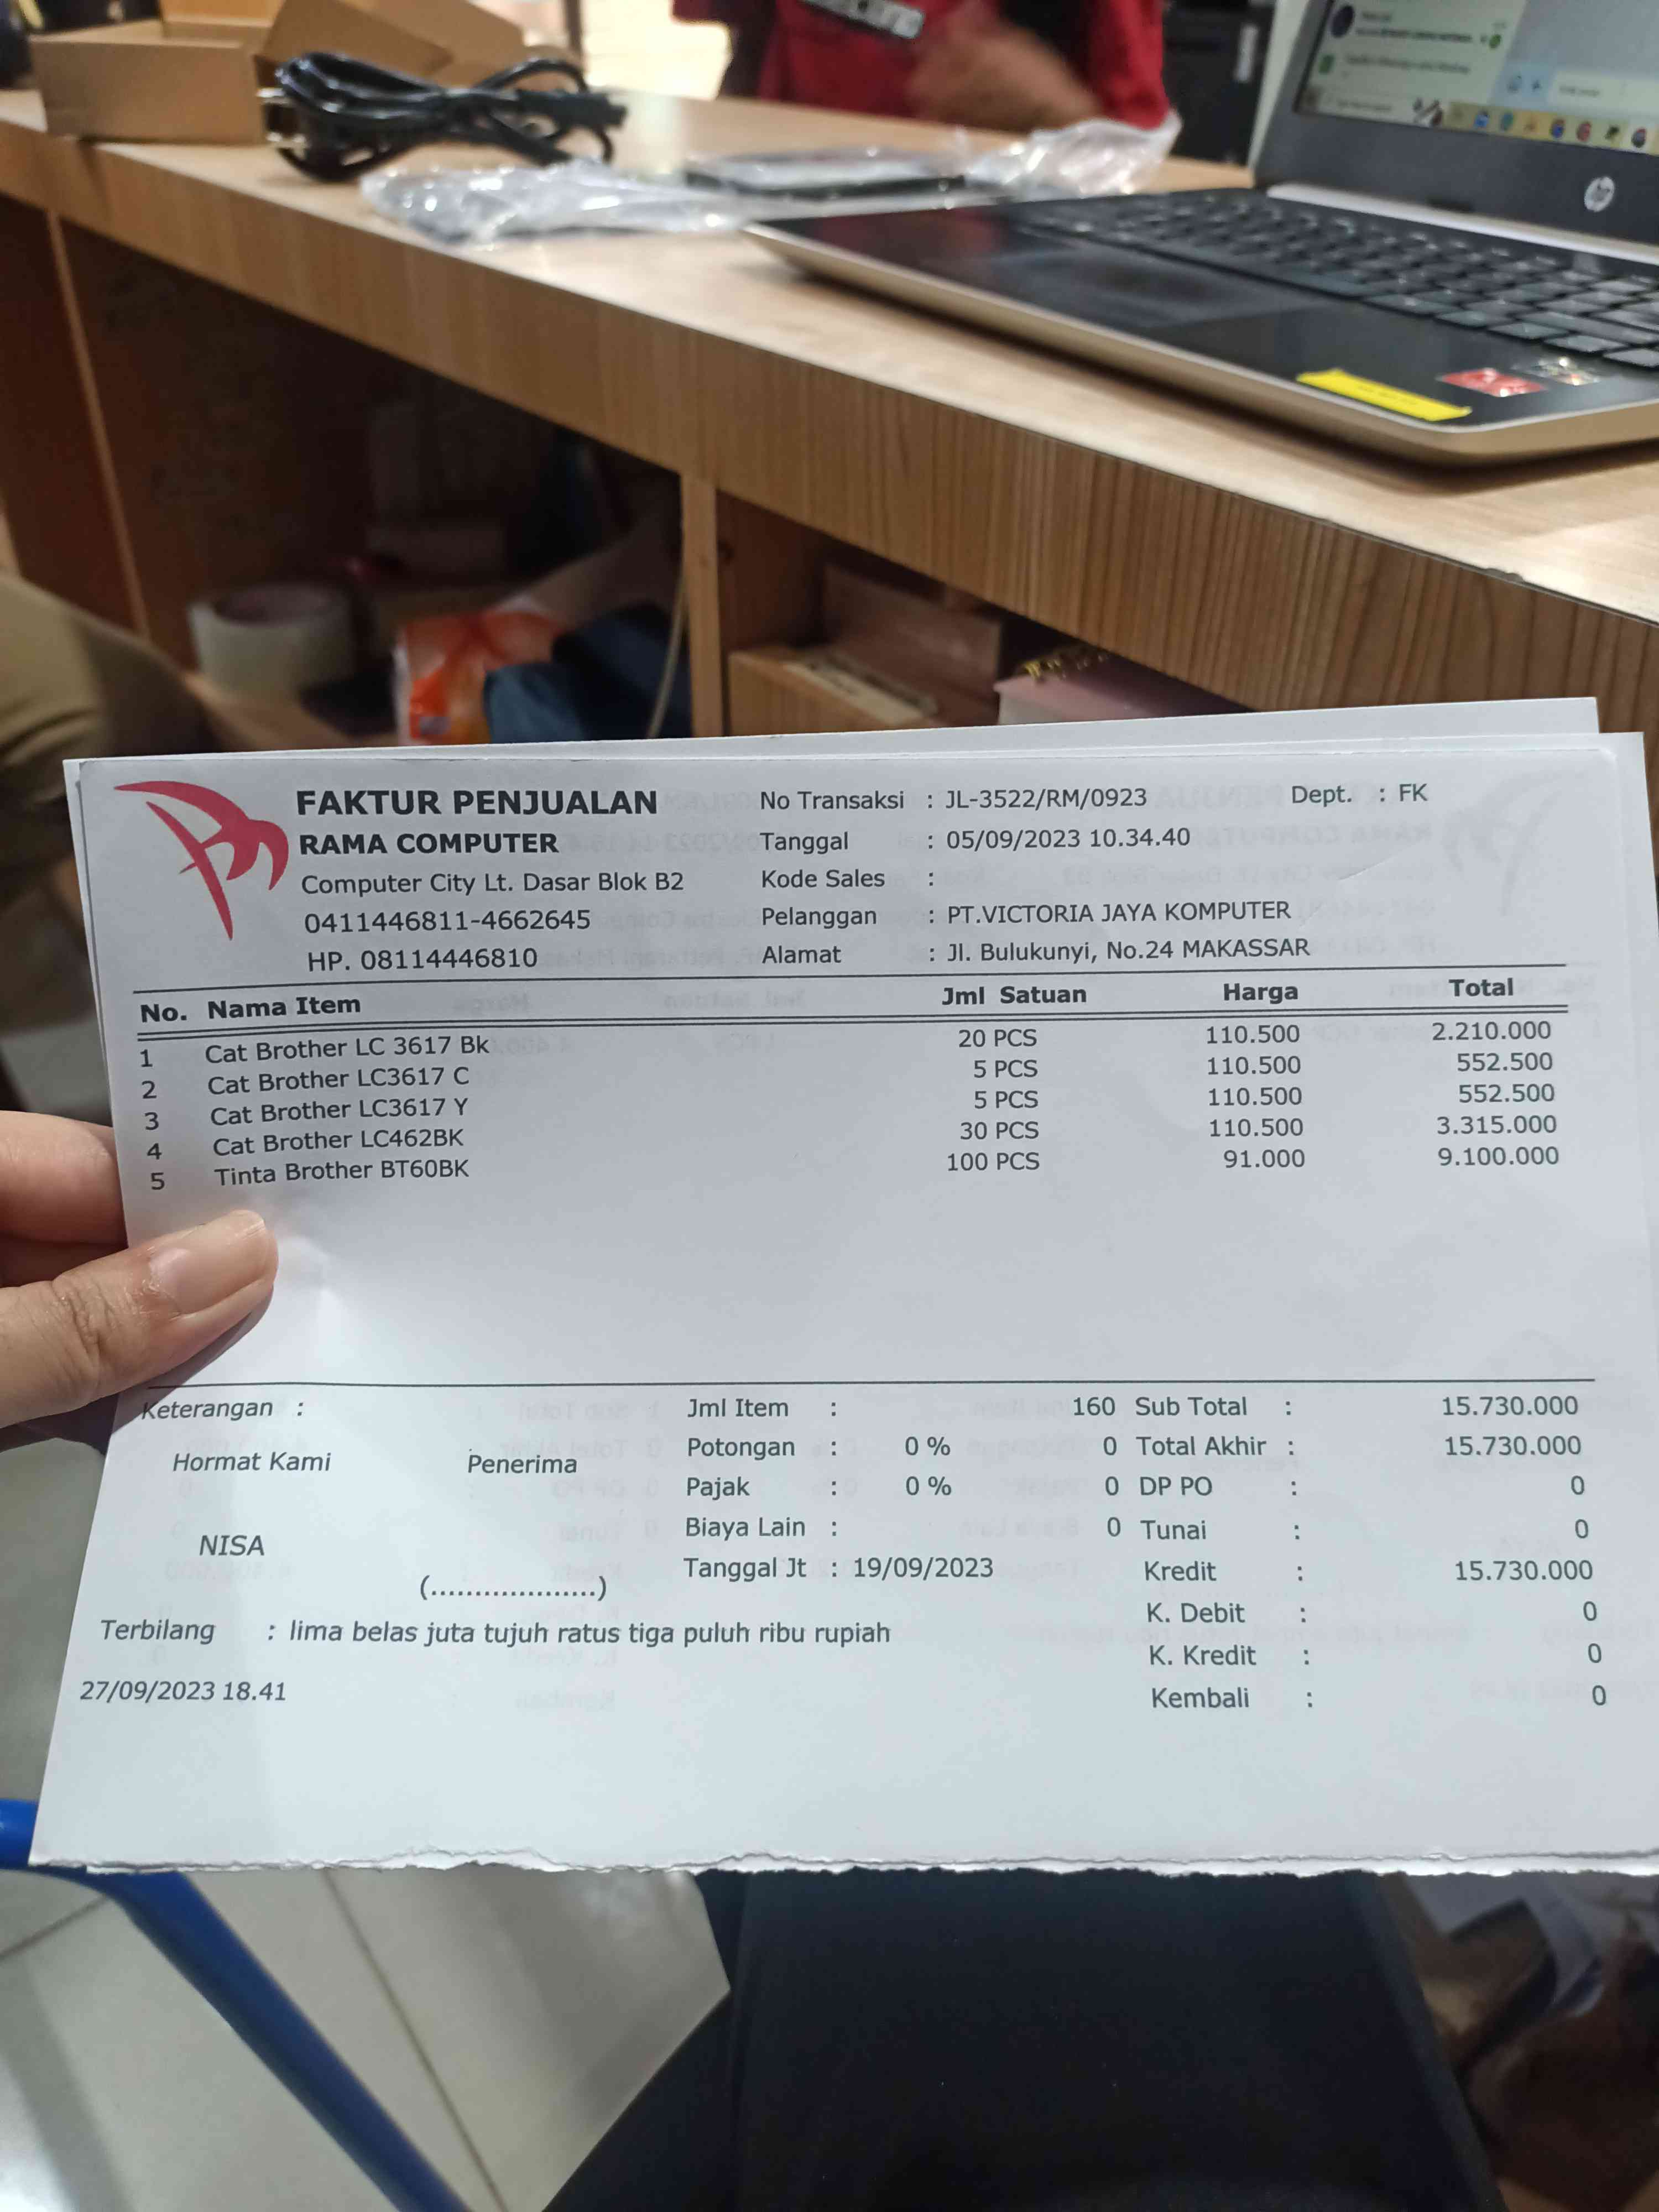 FAKTUR PENJUALAN
RAMA COMPUTER
Computer City Lt. Dasar Blok B2
0411446811-4662645
HP. 08114446810
No Transaksi : JL-3522/RM/0923 Dept. : FK
Tanggal : 05/09/2023 10.34.40
Kode Sales :
Pelanggan : PT.VICTORIA JAYA KOMPUTER
Alamat : Jl. Bulukunyi, No.24 MAKASSAR
No. Nama Item Jml Satuan Harga Total
1 Cat Brother LC 3617 Bk 20 PCS 110.500 2.210.000
2 Cat Brother LC3617 C 5 PCS 110.500 552.500
3 Cat Brother LC3617 Y 5 PCS 110.500 552.500
4 Cat Brother LC462BK 30 PCS 110.500 3.315.000
5 Tinta Brother BT60BK 100 PCS 91.000 9.100.000
Keterangan :
Hormat Kami Penerima
NISA
(...................)
Jml Item : 160
Potongan : 0 % 0
Pajak : 0 % 0
Biaya Lain : 0
Tanggal Jt : 19/09/2023
Sub Total : 15.730.000
Total Akhir : 15.730.000
DP PO : 0
Tunai : 0
Kredit : 15.730.000
K. Debit : 0
K. Kredit : 0
Kembali : 0
Terbilang : lima belas juta tujuh ratus tiga puluh ribu rupiah
27/09/2023 18.41
hp